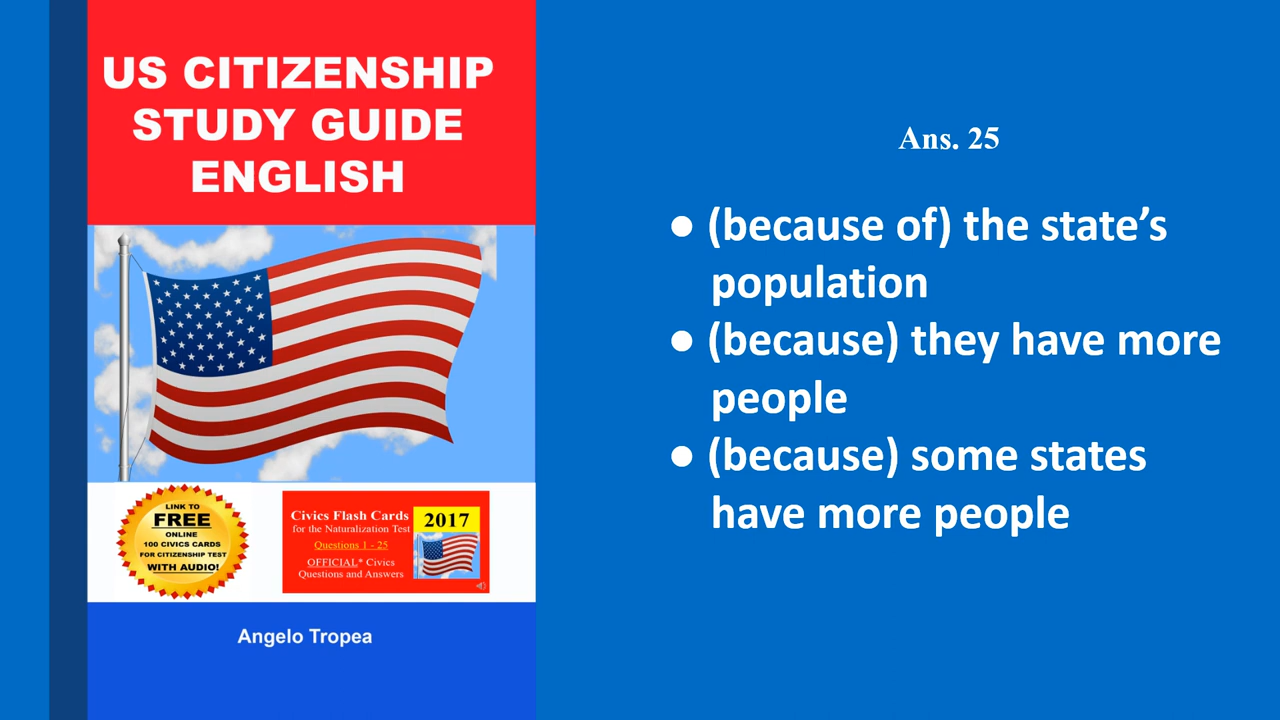 US CITIZENSHIP
STUDY GUIDE
ENGLISH
LINK TO
FREE
ONLINE
100 CIVICS CARDS
FOR CITIZENSHIP TEST
WITH AUDIO!
Civics Flash Cards
for the Naturalization Test
Questions 1 - 25
OFFICIAL* Civics
Questions and Answers
2017
Angelo Tropea
Ans. 25
● (because of) the state’s
population
● (because) they have more
people
● (because) some states
have more people